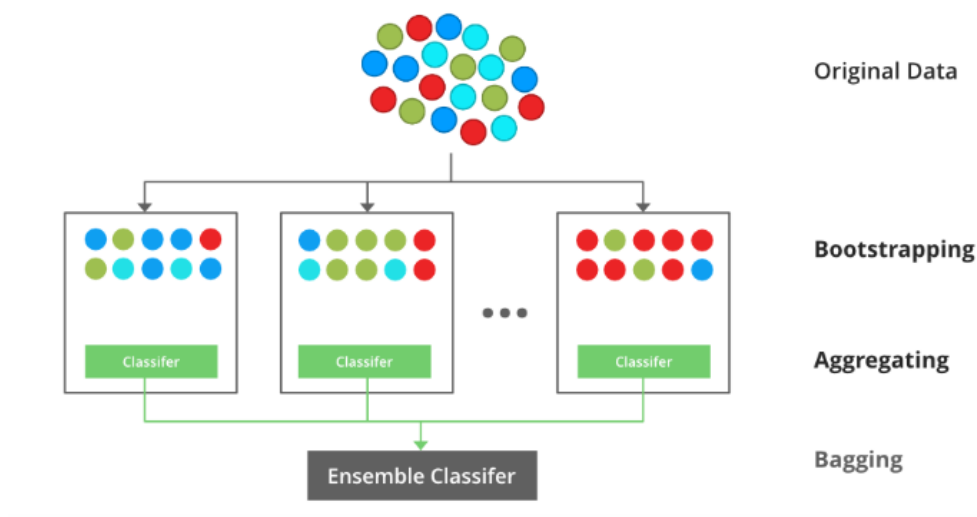 Original Data
Bootstrapping
Classifer
Classifer
Classifer
Aggregating
Ensemble Classifer
Bagging